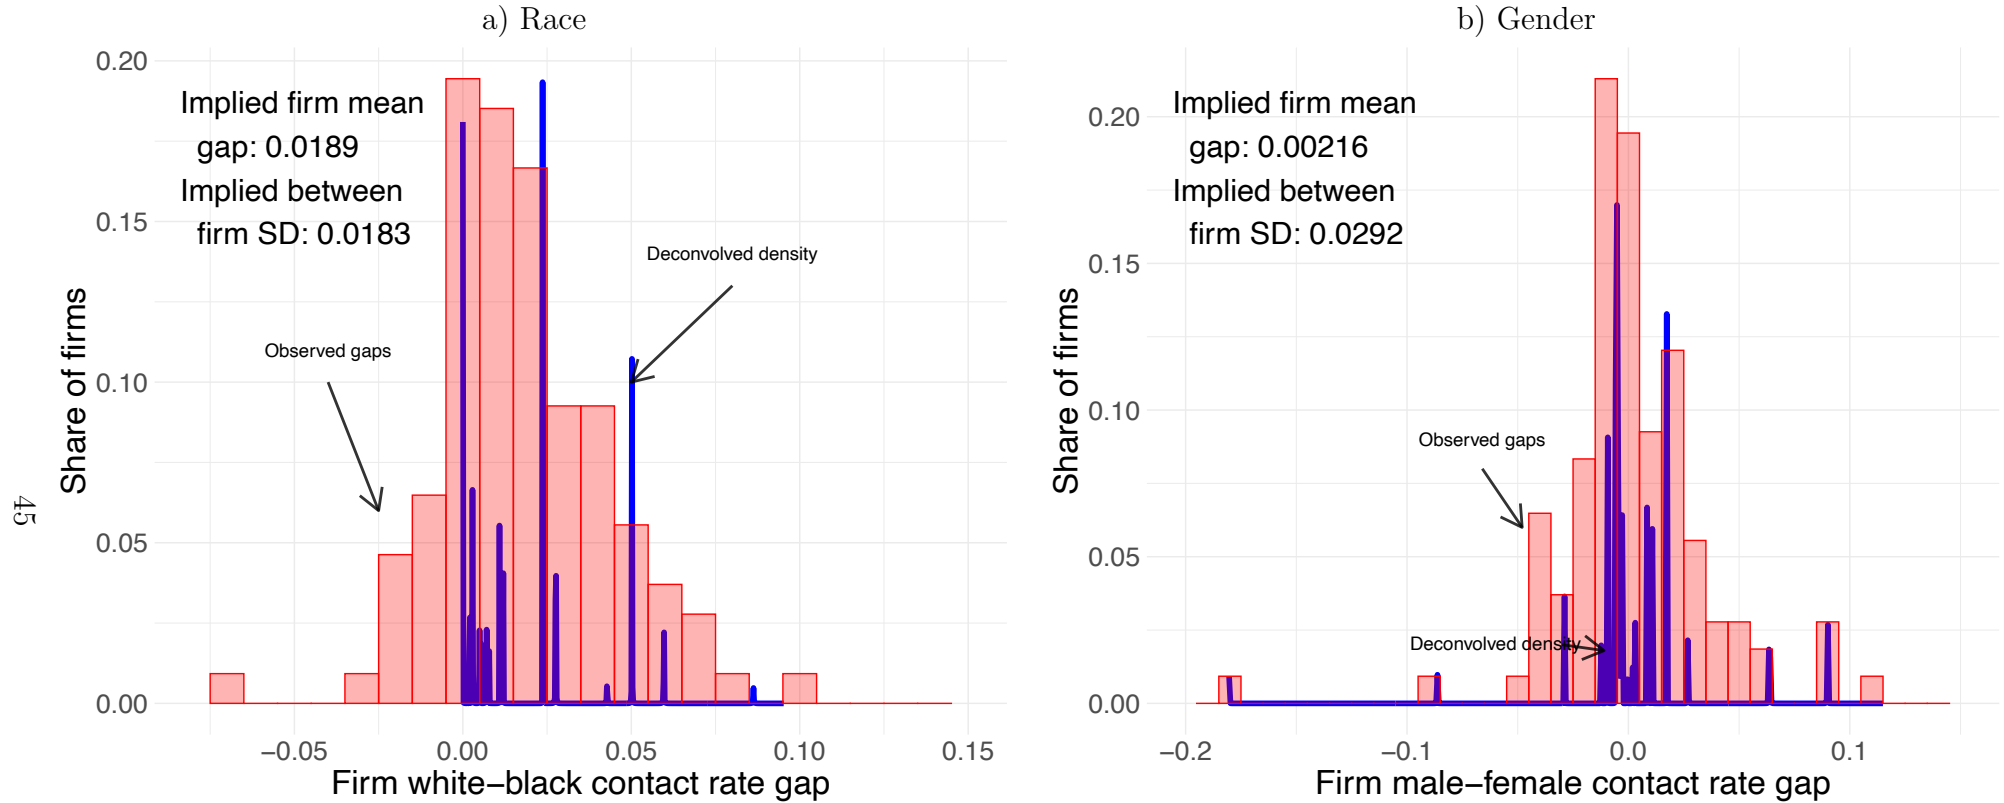 a) Race
0.20
0.15
0.10
0.05
0.00
Share of firms
Implied firm mean
gap: 0.0189
Implied between
firm SD: 0.0183
Deconvolved density
Observed gaps
−0.05
0.00
0.05
0.10
0.15
Firm white−black contact rate gap
b) Gender
0.20
0.15
0.10
0.05
0.00
Share of firms
Implied firm mean
gap: 0.00216
Implied between
firm SD: 0.0292
Observed gaps
Deconvolved density
−0.2
−0.1
0.0
0.1
Firm male−female contact rate gap
45